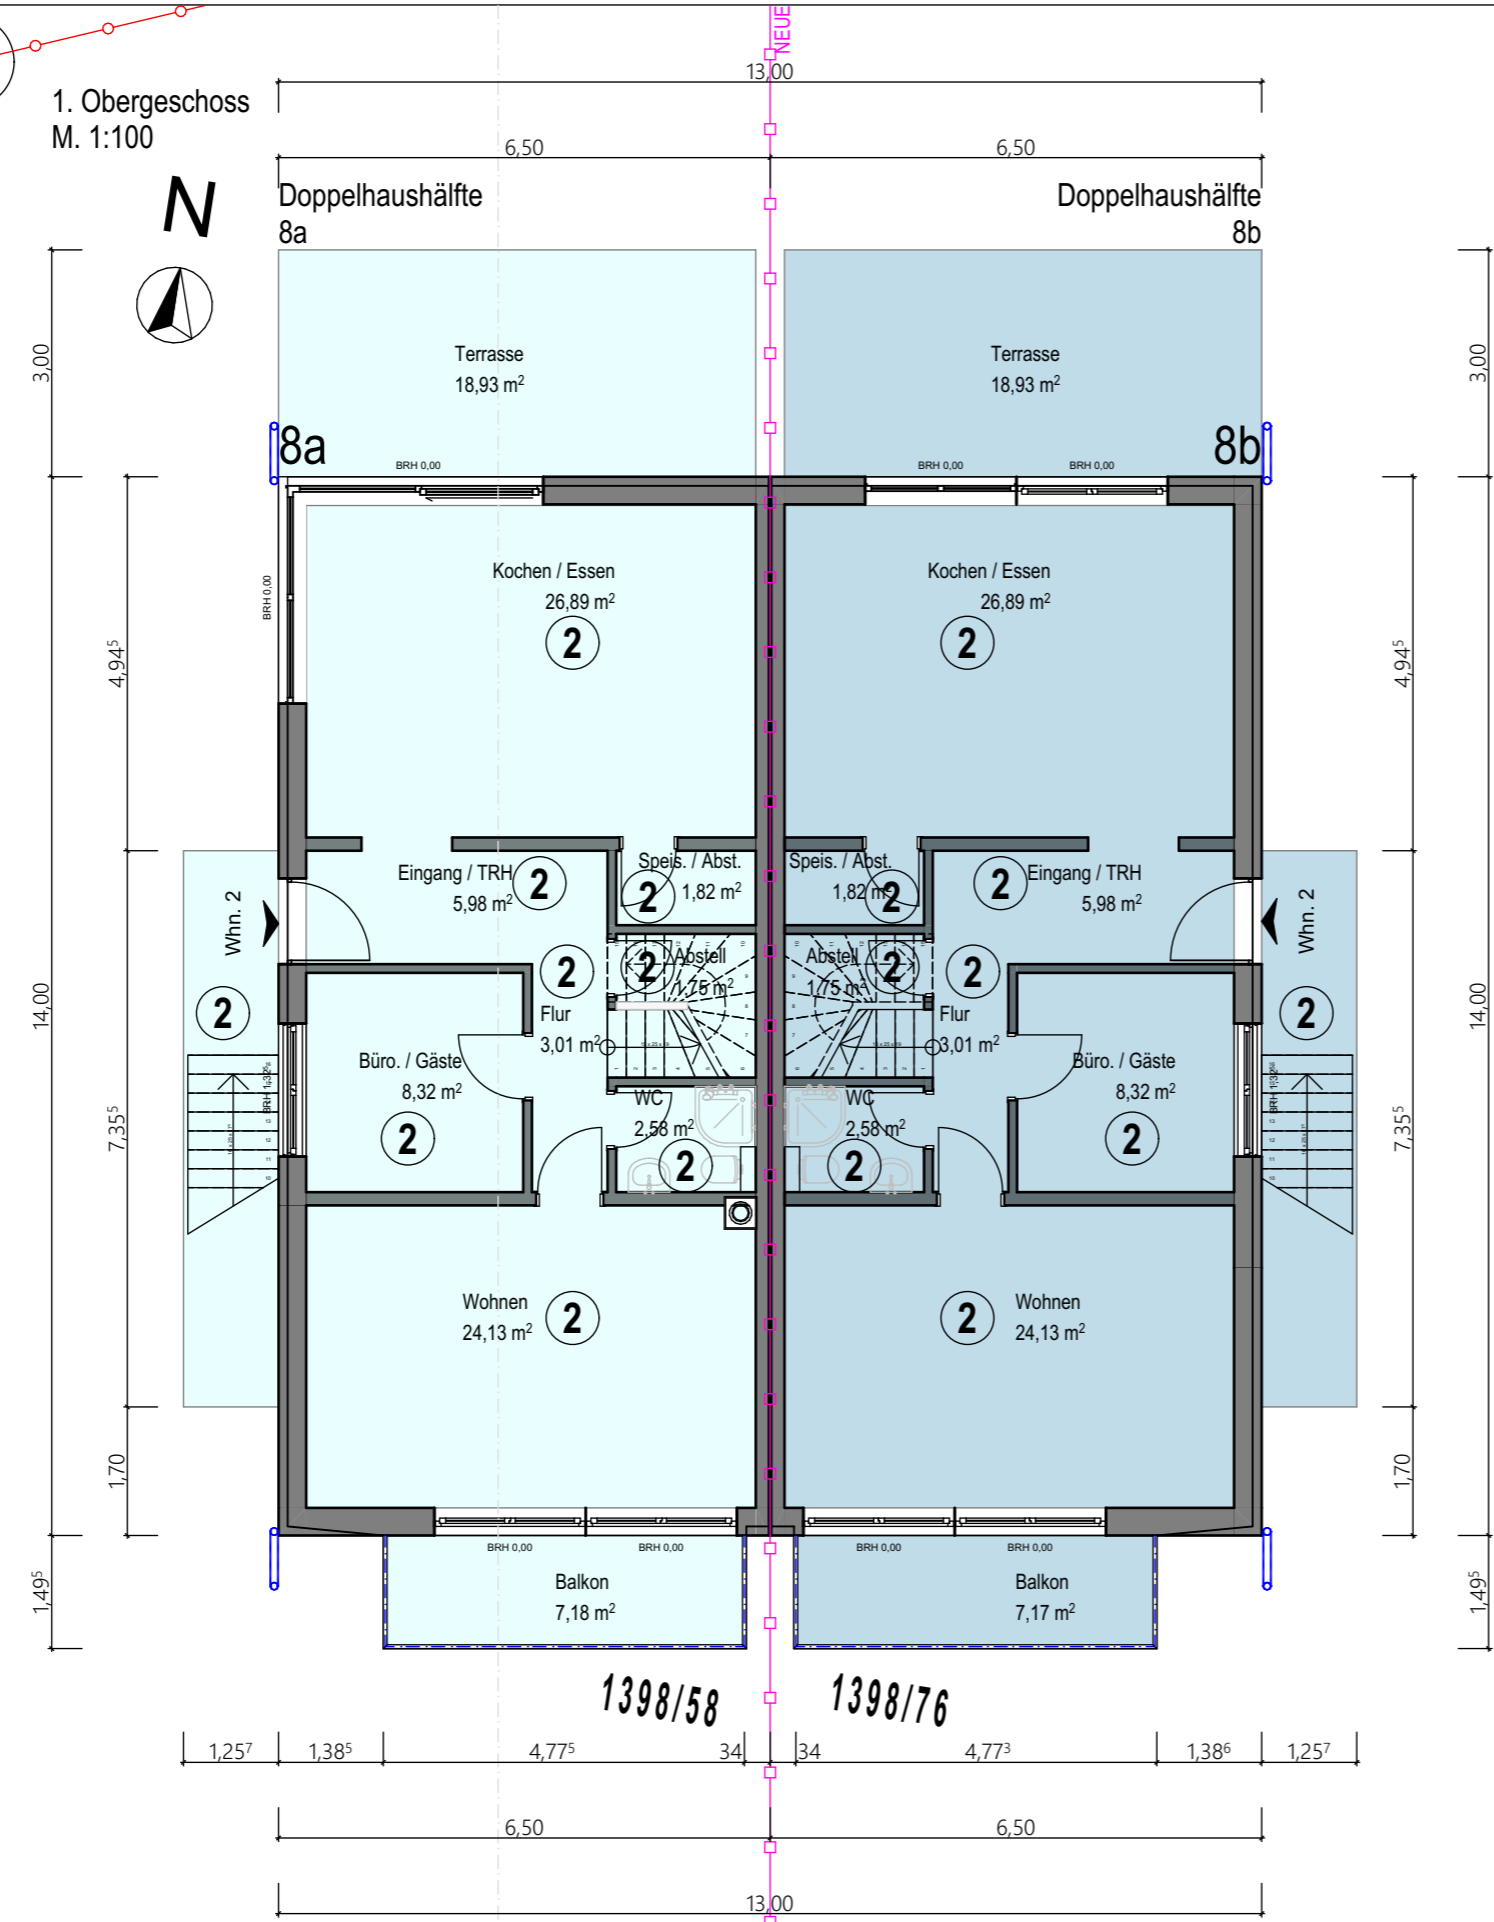 NEUE
13,00
1. Obergeschoss
M. 1:100
6,50
6,50
N
Doppelhaushälfte
8a
Doppelhaushälfte
8b
3,00
3,00
Terrasse
18,93 m²
Terrasse
18,93 m²
8a
8b
BRH 0,00
BRH 0,00
BRH 0,00
BRH 0,00
Kochen / Essen
26,89 m²
2
Kochen / Essen
26,89 m²
2
4,94⁵
4,94⁵
Eingang / TRH
5,98 m²
2
Speis. / Abst.
1,82 m²
2
Speis. / Abst.
1,82 m²
2
Eingang / TRH
5,98 m²
2
Whn. 2
Whn. 2
2
2
Abstell
1,75 m²
2
Abstell
1,75 m²
2
Flur
3,01 m²
2
Flur
3,01 m²
2
14,00
14,00
7,35⁵
7,35⁵
Büro. / Gäste
8,32 m²
2
Büro. / Gäste
8,32 m²
2
WC
2,58 m²
2
WC
2,58 m²
2
Wohnen
24,13 m²
2
Wohnen
24,13 m²
2
1,70
1,70
BRH 0,00
BRH 0,00
BRH 0,00
BRH 0,00
Balkon
7,18 m²
Balkon
7,17 m²
1,49⁵
1,49⁵
1398/58
1398/76
1,25⁷
1,38⁵
4,77⁵
34
34
4,77³
1,38⁶
1,25⁷
6,50
6,50
13,00